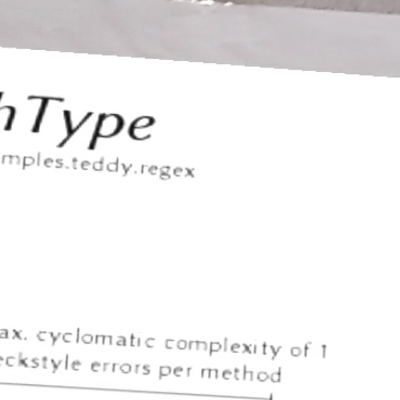 hType
mples.teddy.regex
ax. cyclomatic complexity of 1
eckstyle errors per method